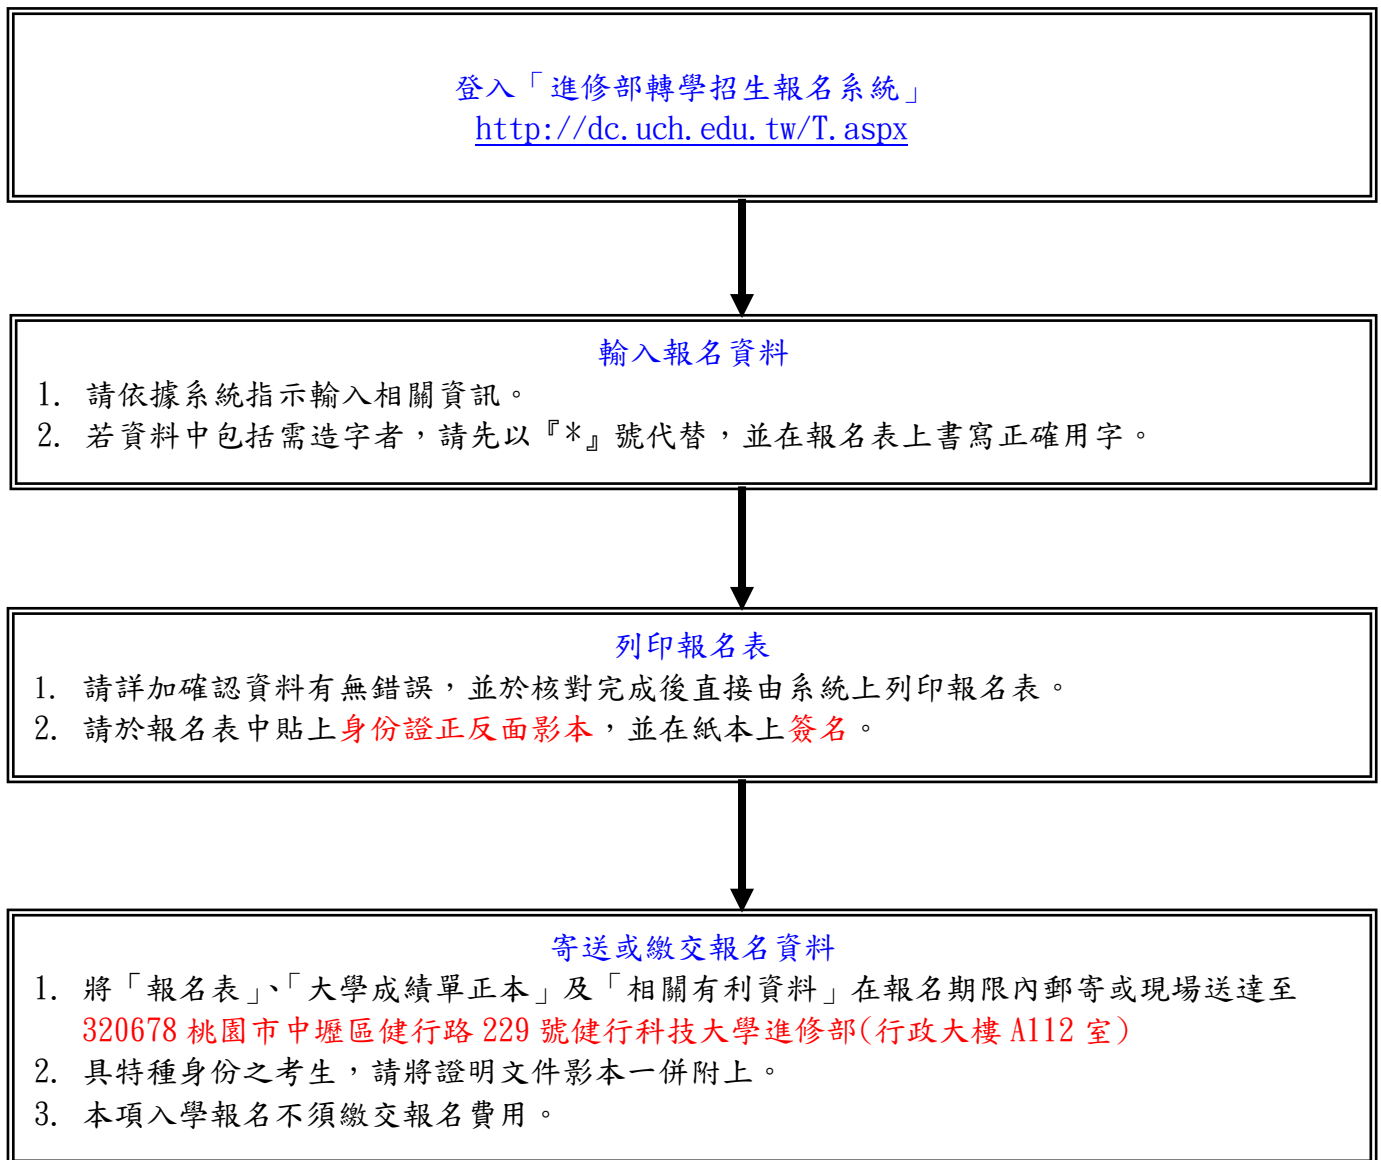 登入「進修部轉學招生報名系統」
http://dc.uch.edu.tw/T.aspx
輸入報名資料
1. 請依據系統指示輸入相關資訊。
2. 若資料中包括需造字者，請先以『*』號代替，並在報名表上書寫正確用字。
列印報名表
1. 請詳加確認資料有無錯誤，並於核對完成後直接由系統上列印報名表。
2. 請於報名表中貼上身份證正反面影本，並在紙本上簽名。
寄送或繳交報名資料
1. 將「報名表」、「大學成績單正本」及「相關有利資料」在報名期限內郵寄或現場送達至
320678 桃園市中壢區健行路 229 號健行科技大學進修部(行政大樓 A112 室)
2. 具特種身份之考生，請將證明文件影本一併附上。
3. 本項入學報名不須繳交報名費用。